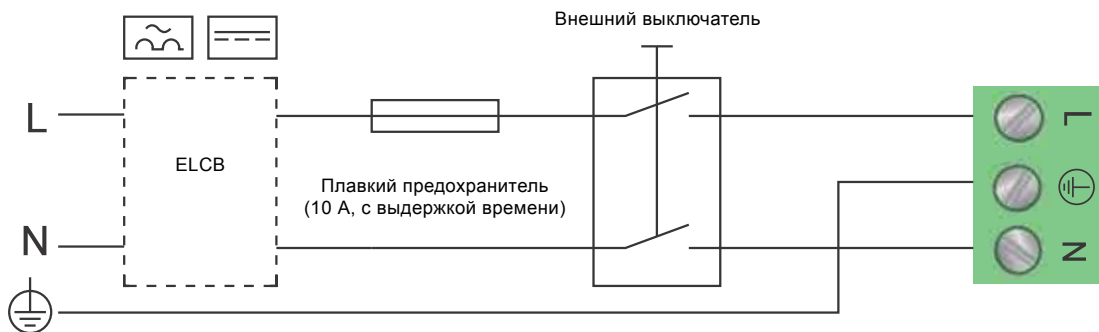 Внешний выключатель
L
L
ELCB
Плавкий предохранитель
(10 А, с выдержкой времени)
N
N